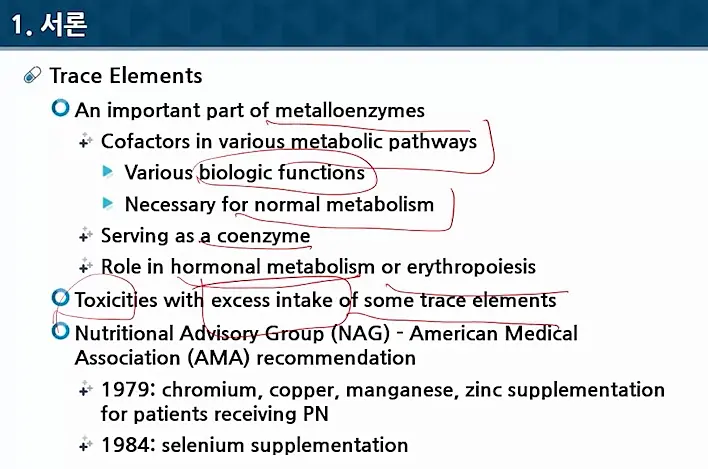 1. 서론
Trace Elements
An important part of metalloenzymes
Cofactors in various metabolic pathways
Various biologic functions
Necessary for normal metabolism
Serving as a coenzyme
Role in hormonal metabolism or erythropoiesis
Toxicities with excess intake of some trace elements
Nutritional Advisory Group (NAG) - American Medical
Association (AMA) recommendation
1979: chromium, copper, manganese, zinc supplementation
for patients receiving PN
1984: selenium supplementation